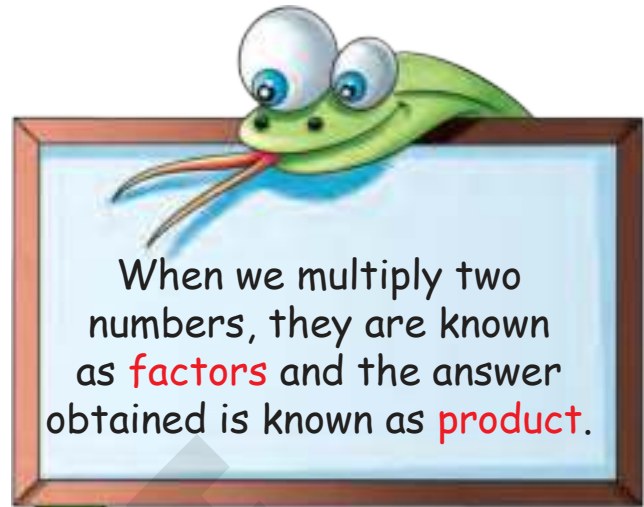 When we multiply two
numbers, they are known
as factors and the answer
obtained is known as product.